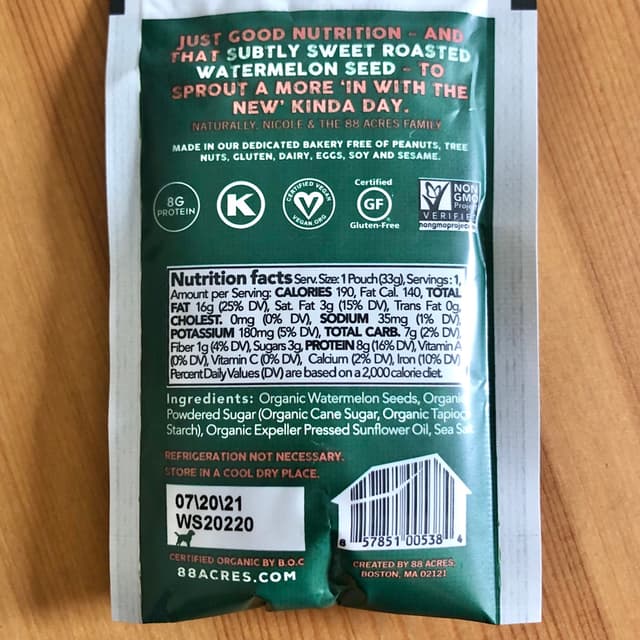 JUST GOOD NUTRITION – AND
THAT SUBTLY SWEET ROASTED
WATERMELON SEED – TO
SPROUT A MORE 'IN WITH THE
NEW' KINDA DAY.
NATURALLY, NICOLE & THE 88 ACRES FAMILY
MADE IN OUR DEDICATED BAKERY FREE OF PEANUTS, TREE
NUTS, GLUTEN, DAIRY, EGGS, SOY AND SESAME.
8G
PROTEIN
K
CERTIFIED VEGAN
V
VEGAN.ORG
Certified
GF
Gluten-Free
NON
GMO
Proje
VERIFIE
nongmoprojec
Nutrition facts Serv. Size: 1 Pouch (33g), Servings: 1,
Amount per Serving: CALORIES 190, Fat Cal. 140, TOTAL
FAT 16g (25% DV), Sat. Fat 3g (15% DV), Trans Fat 0g,
CHOLEST. 0mg (0% DV), SODIUM 35mg (1% DV),
POTASSIUM 180mg (5% DV), TOTAL CARB. 7g (2% DV),
Fiber 1g (4% DV), Sugars 3g, PROTEIN 8g (16% DV), Vitamin A
(0% DV), Vitamin C (0% DV), Calcium (2% DV), Iron (10% DV)
Percent Daily Values (DV) are based on a 2,000 calorie diet.
Ingredients: Organic Watermelon Seeds, Organi
Powdered Sugar (Organic Cane Sugar, Organic Tapioc
Starch), Organic Expeller Pressed Sunflower Oil, Sea Sal
REFRIGERATION NOT NECESSARY.
STORE IN A COOL DRY PLACE.
07\20\21
WS20220
8 57851 00538 4
CERTIFIED ORGANIC BY B.O.C
88ACRES.COM
CREATED BY 88 ACRES,
BOSTON, MA 02121